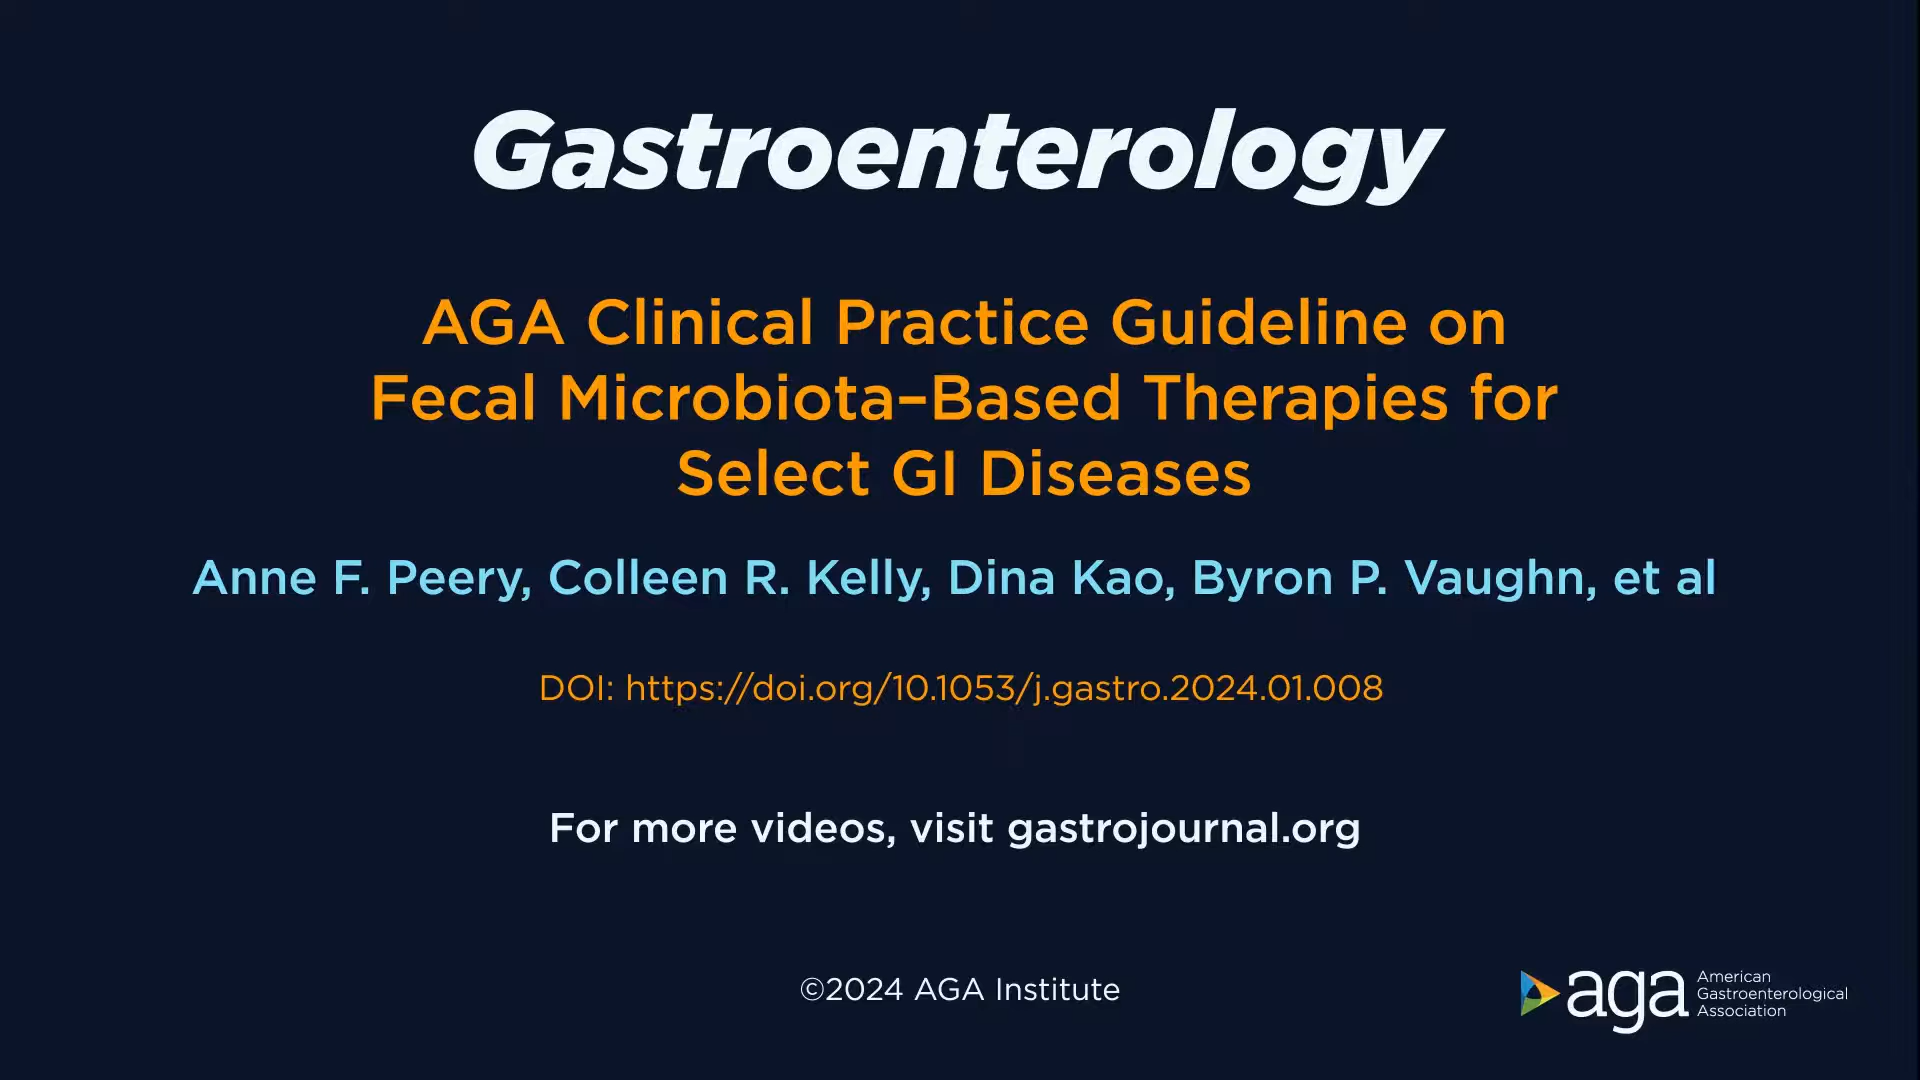 Gastroenterology
AGA Clinical Practice Guideline on
Fecal Microbiota–Based Therapies for
Select GI Diseases
Anne F. Peery, Colleen R. Kelly, Dina Kao, Byron P. Vaughn, et al
DOI: https://doi.org/10.1053/j.gastro.2024.01.008
For more videos, visit gastrojournal.org
©2024 AGA Institute
aga
American
Gastroenterological
Association